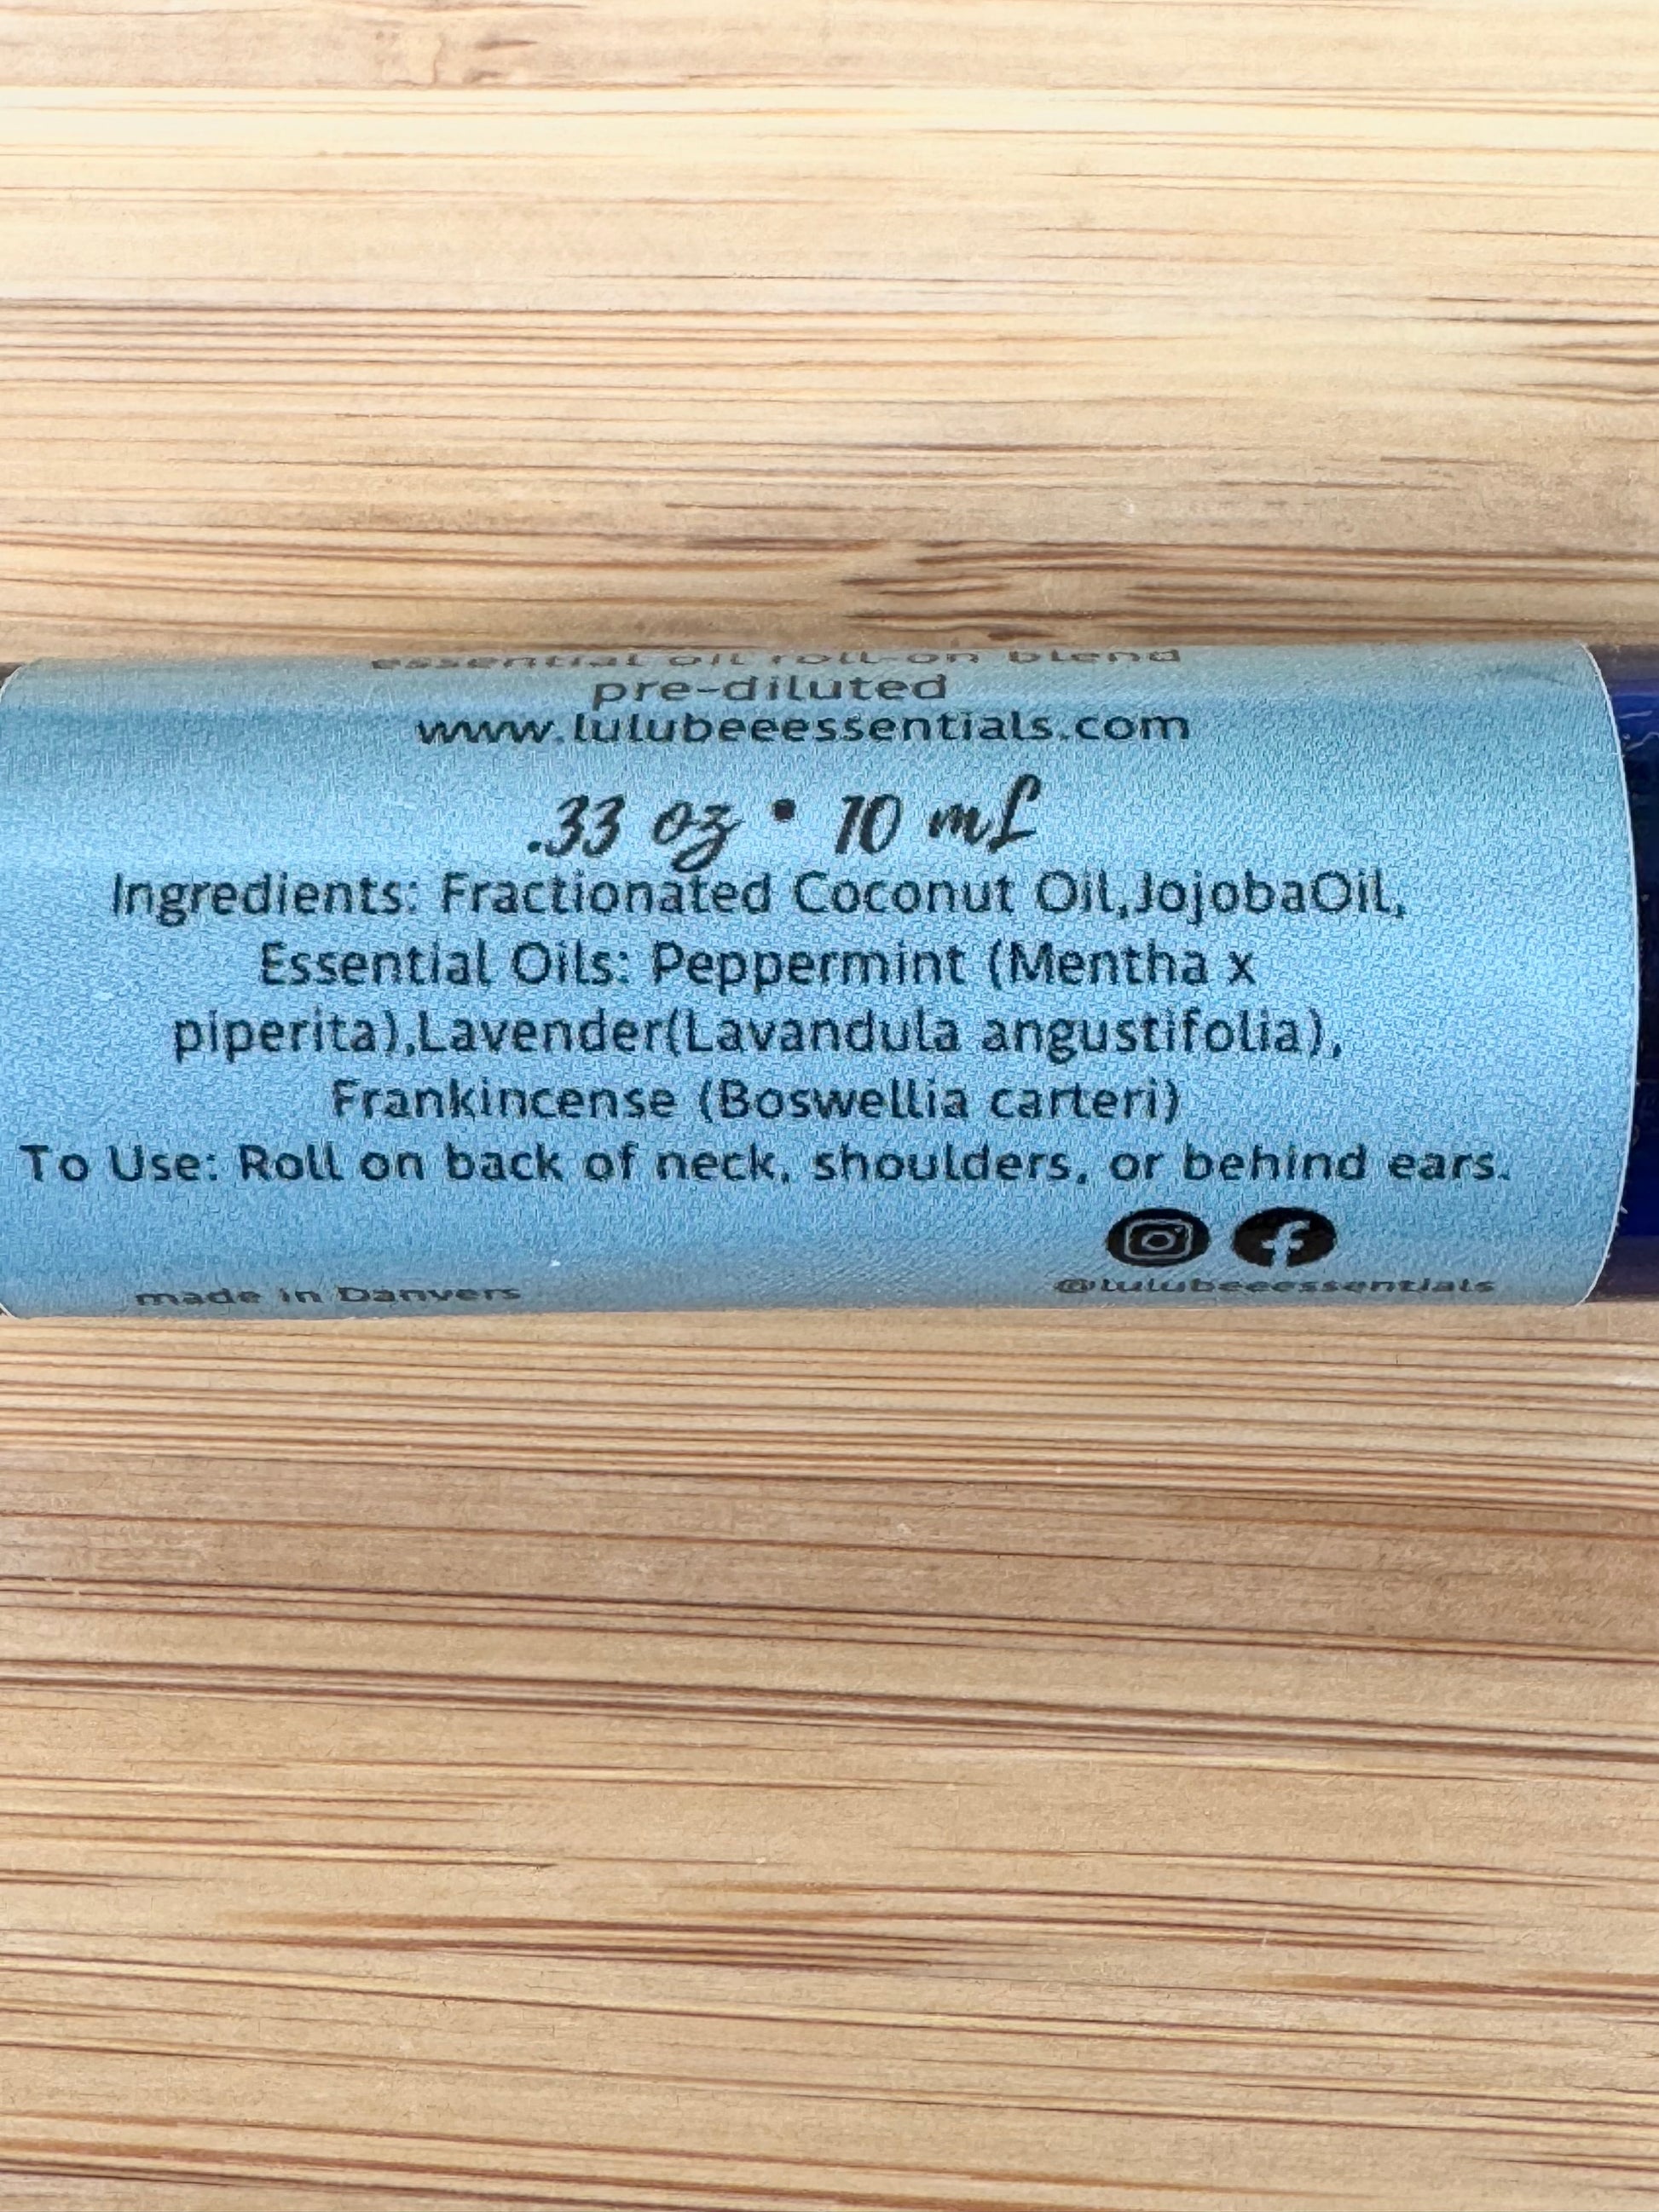 essential oil roll-on blend
pre-diluted
www.lulubeeessentials.com
.33 oz • 10 mL
Ingredients: Fractionated Coconut Oil,JojobaOil,
Essential Oils: Peppermint (Mentha x
piperita),Lavender(Lavandula angustifolia),
Frankincense (Boswellia carteri)
To Use: Roll on back of neck, shoulders, or behind ears.
made in Danvers
@lulubeeessentials